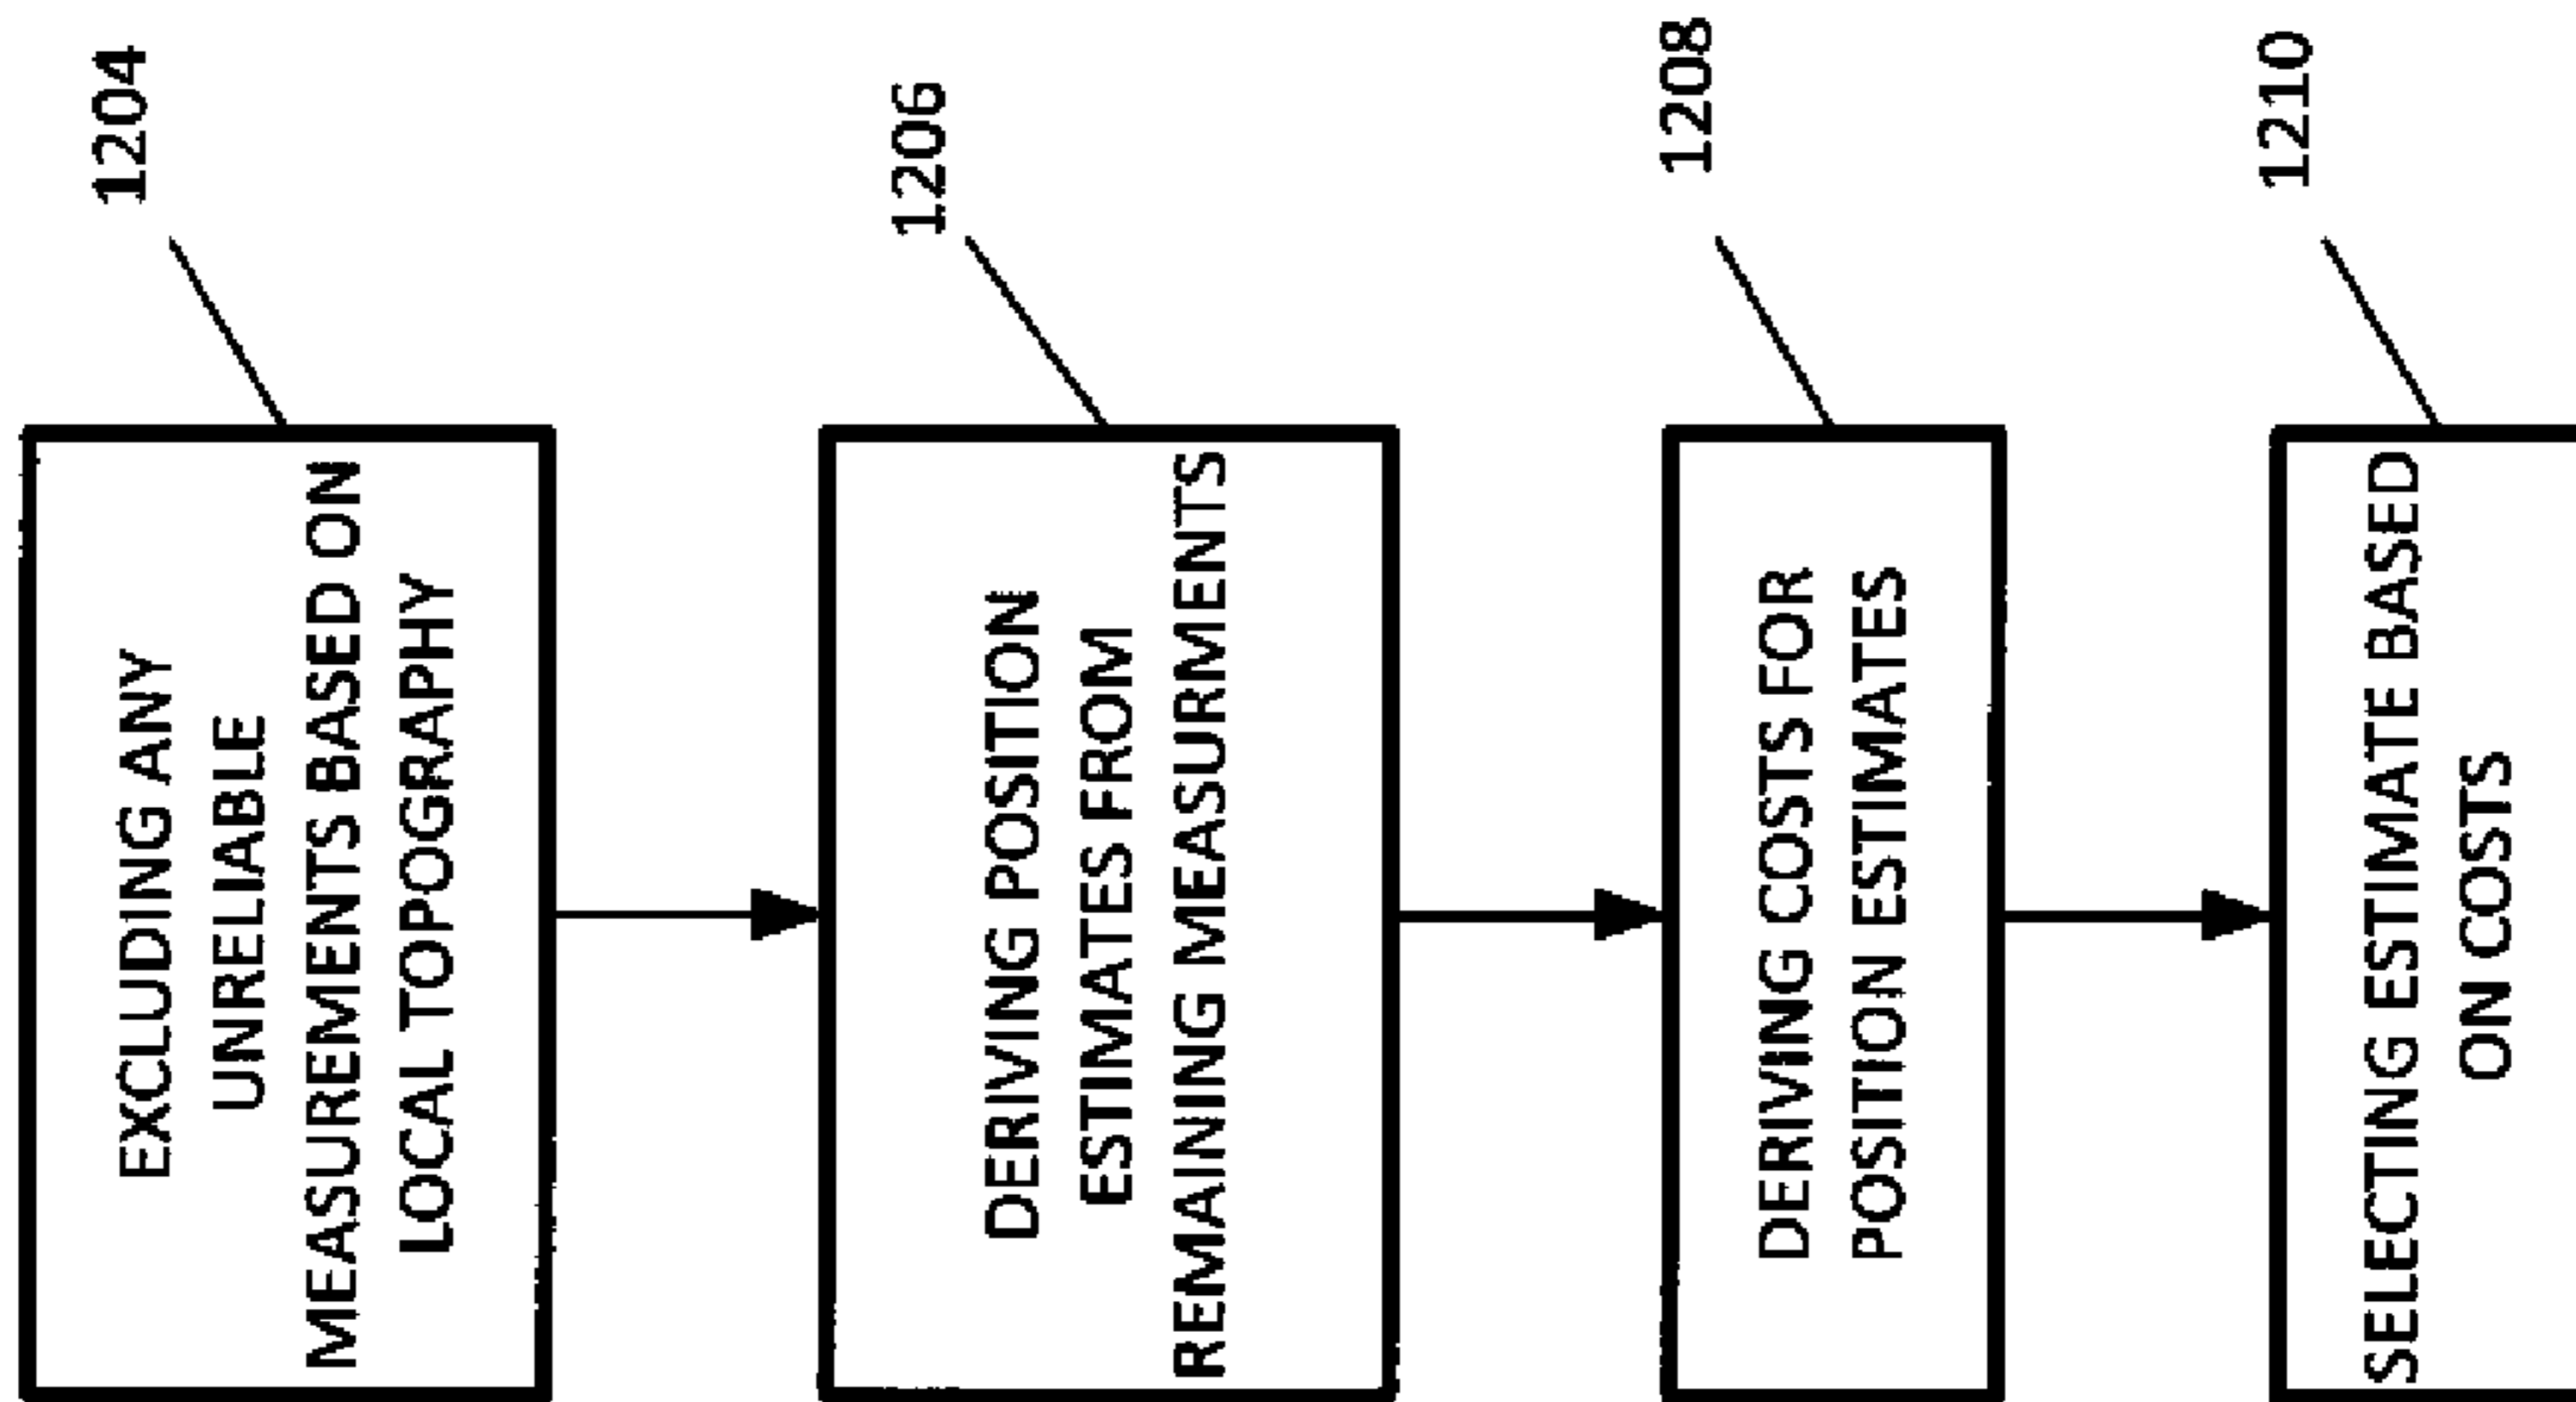 1204
EXCLUDING ANY
UNRELIABLE
MEASUREMENTS BASED ON
LOCAL TOPOGRAPHY
1206
DERIVING POSITION
ESTIMATES FROM
REMAINING MEASURMENTS
1208
DERIVING COSTS FOR
POSITION ESTIMATES
1210
SELECTING ESTIMATE BASED
ON COSTS